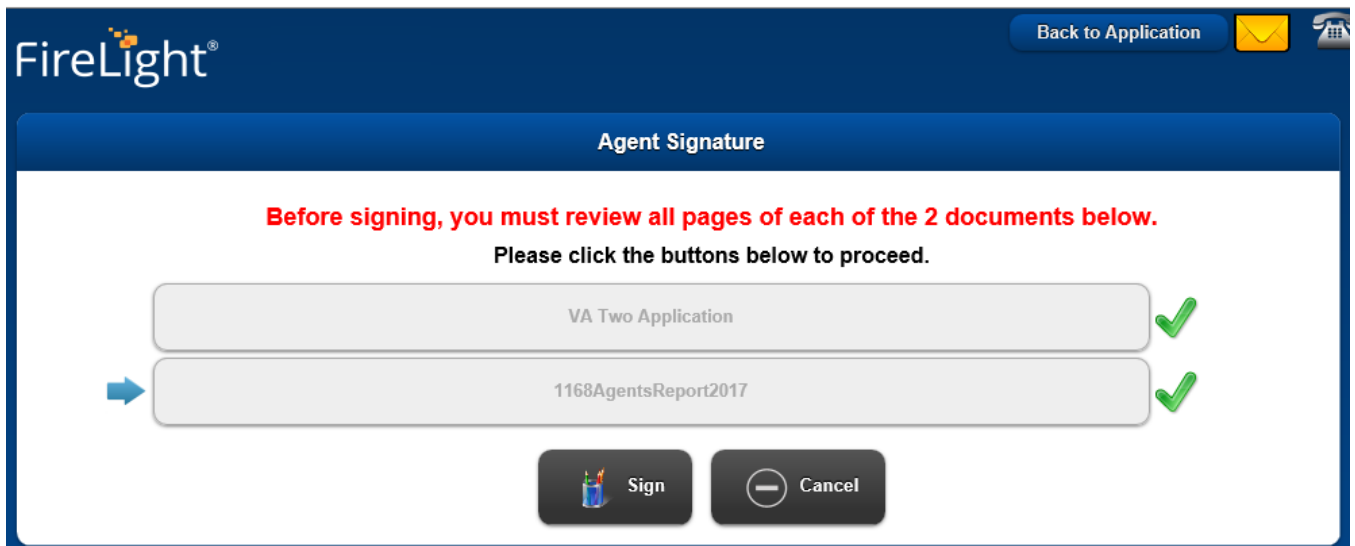 Back to Application
FireLight®
Agent Signature
Before signing, you must review all pages of each of the 2 documents below.
Please click the buttons below to proceed.
VA Two Application
1168AgentsReport2017
Sign
Cancel